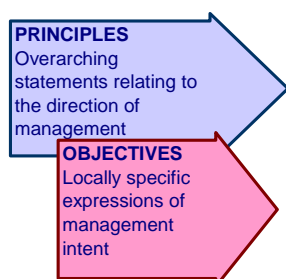 PRINCIPLES
Overarching
statements relating to
the direction of
management
OBJECTIVES
Locally specific
expressions of
management
intent